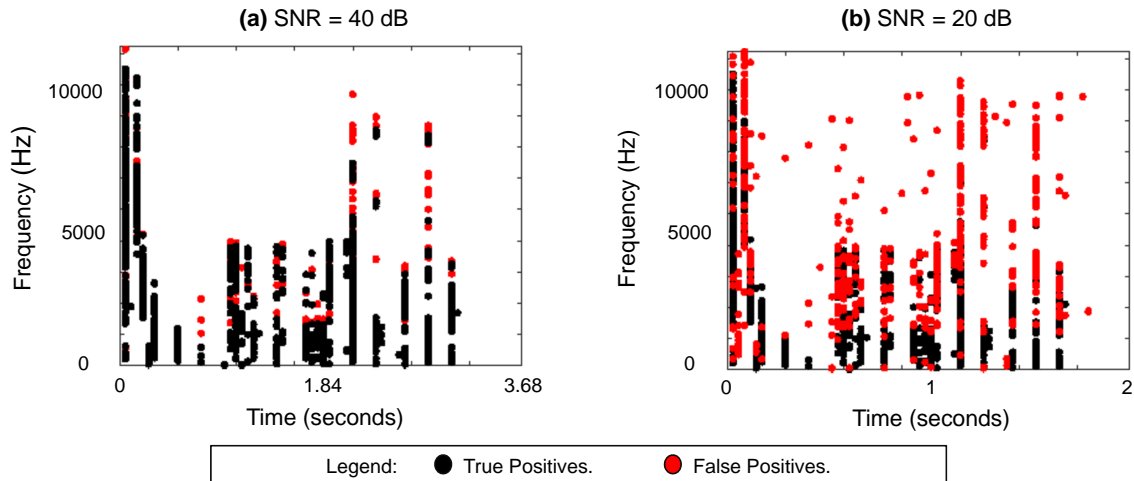 (a) SNR = 40 dB
10000
5000
0
Frequency (Hz)
0 1.84 3.68
Time (seconds)
(b) SNR = 20 dB
10000
5000
0
Frequency (Hz)
0 1 2
Time (seconds)
Legend: True Positives. False Positives.